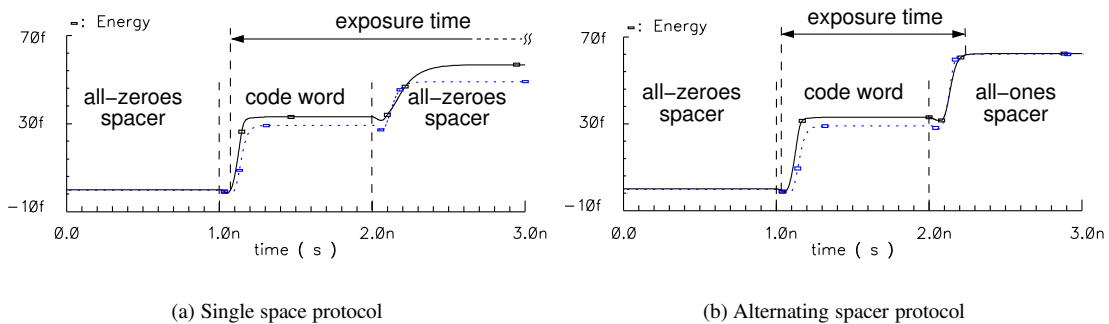 ▭: Energy
exposure time
70f
30f
−10f
all−zeroes
spacer
code word
all−zeroes
spacer
0.0
1.0n
2.0n
3.0n
time ( s )
(a) Single space protocol
▭: Energy
exposure time
70f
30f
−10f
all−zeroes
spacer
code word
all−ones
spacer
0.0
1.0n
2.0n
3.0n
time ( s )
(b) Alternating spacer protocol